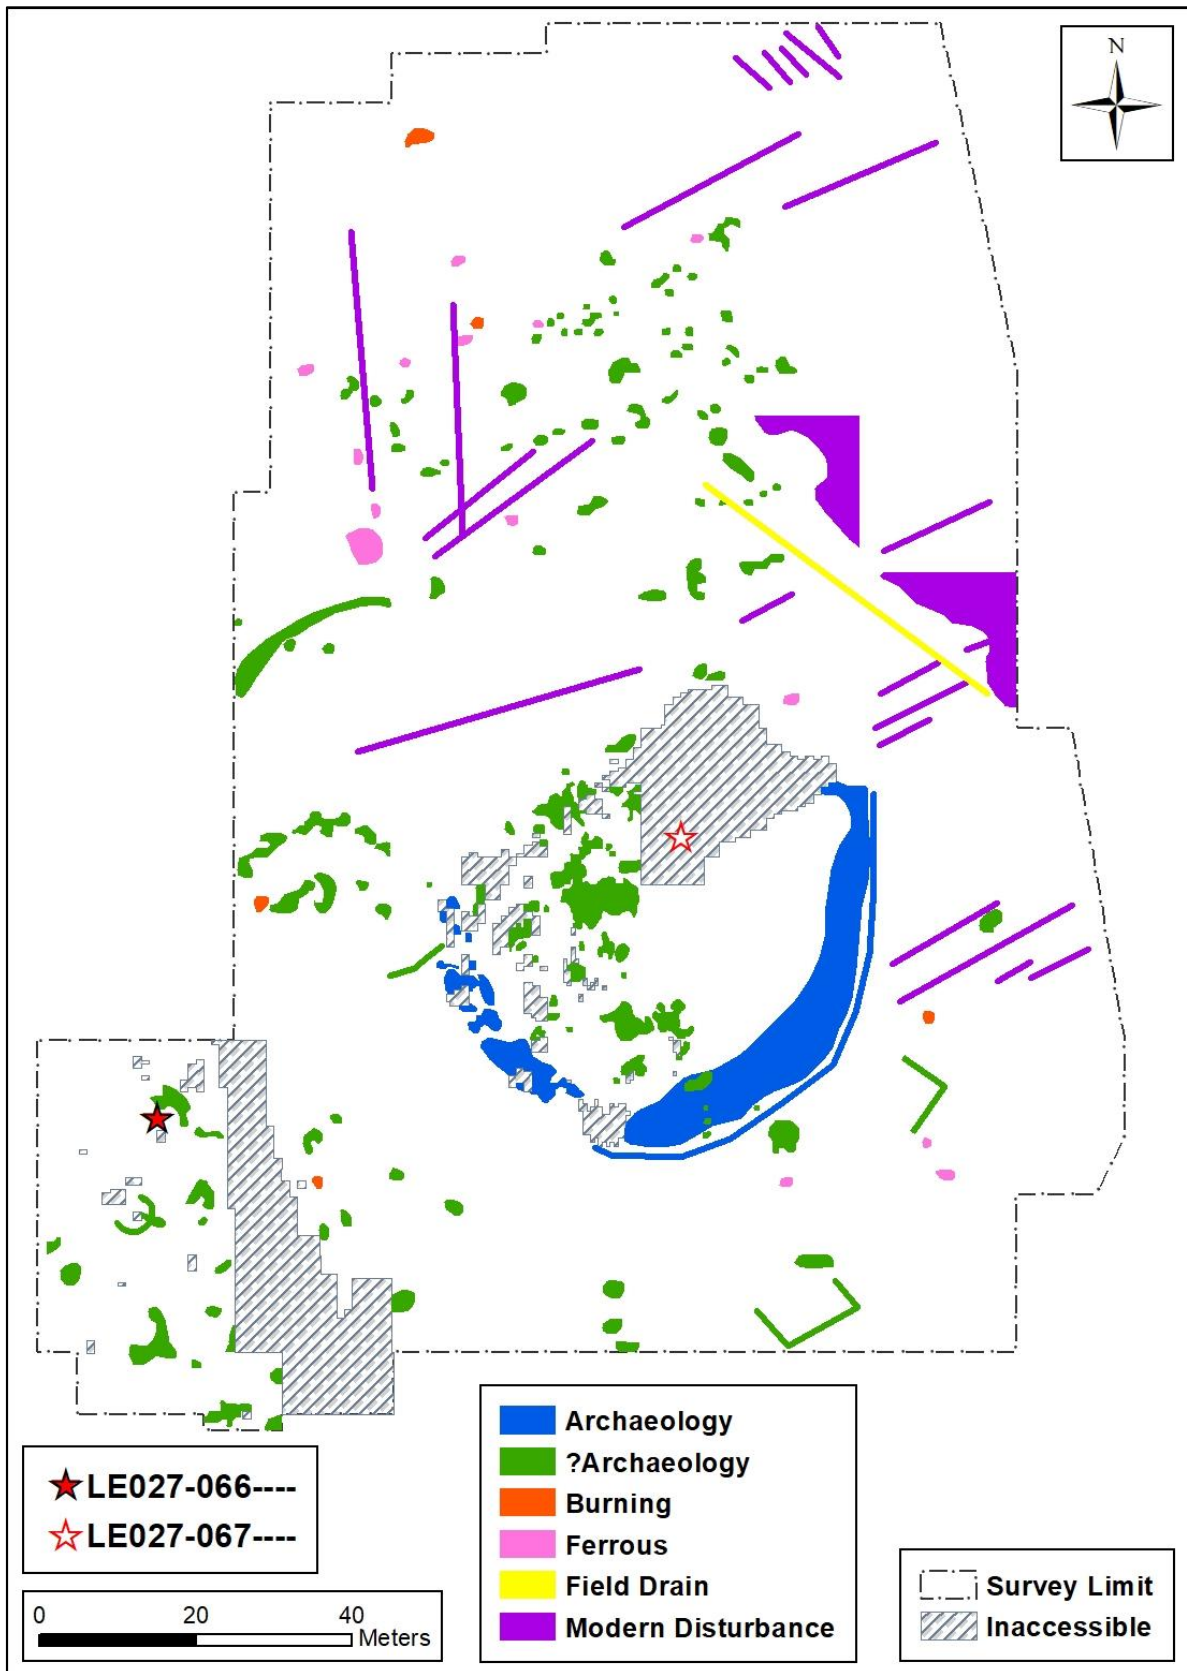 N
Archaeology
?Archaeology
Burning
Ferrous
Field Drain
Modern Disturbance
LE027-066----
LE027-067----
0 20 40
Meters
Survey Limit
Inaccessible